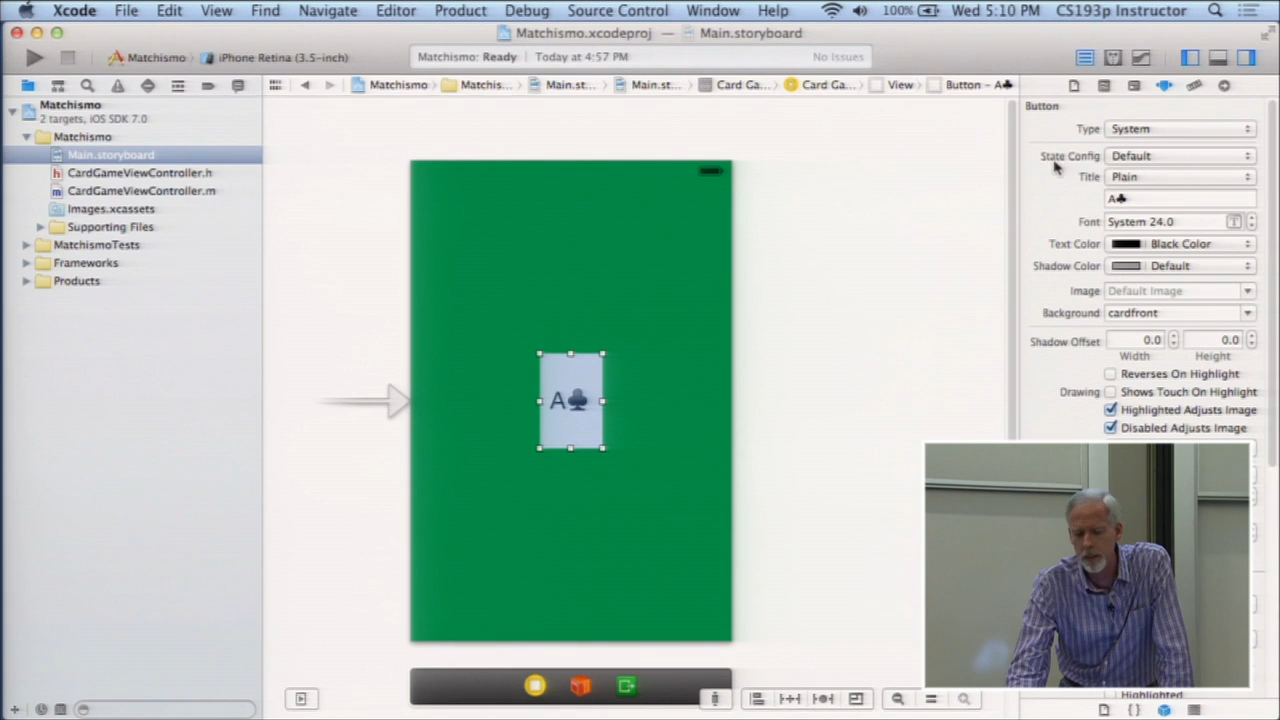 Xcode File Edit View Find Navigate Editor Product Debug Source Control Window Help 100% Wed 5:10 PM CS193p Instructor
Matchismo.xcodeproj — Main.storyboard
Matchismo iPhone Retina (3.5-inch) Matchismo: Ready Today at 4:57 PM No Issues
Matchismo Matchis... Main.st... Main.st... Card Ga... Card Ga... View Button - A♣
Matchismo
2 targets, iOS SDK 7.0
Matchismo
Main.storyboard
CardGameViewController.h
CardGameViewController.m
Images.xcassets
Supporting Files
MatchismoTests
Frameworks
Products
A♣
Button
Type System
State Config Default
Title Plain
A♣
Font System 24.0
Text Color Black Color
Shadow Color Default
Image Default Image
Background cardfront
Shadow Offset 0.0 0.0
Width Height
Reverses On Highlight
Drawing Shows Touch On Highlight
Highlighted Adjusts Image
Disabled Adjusts Image
Highlighted